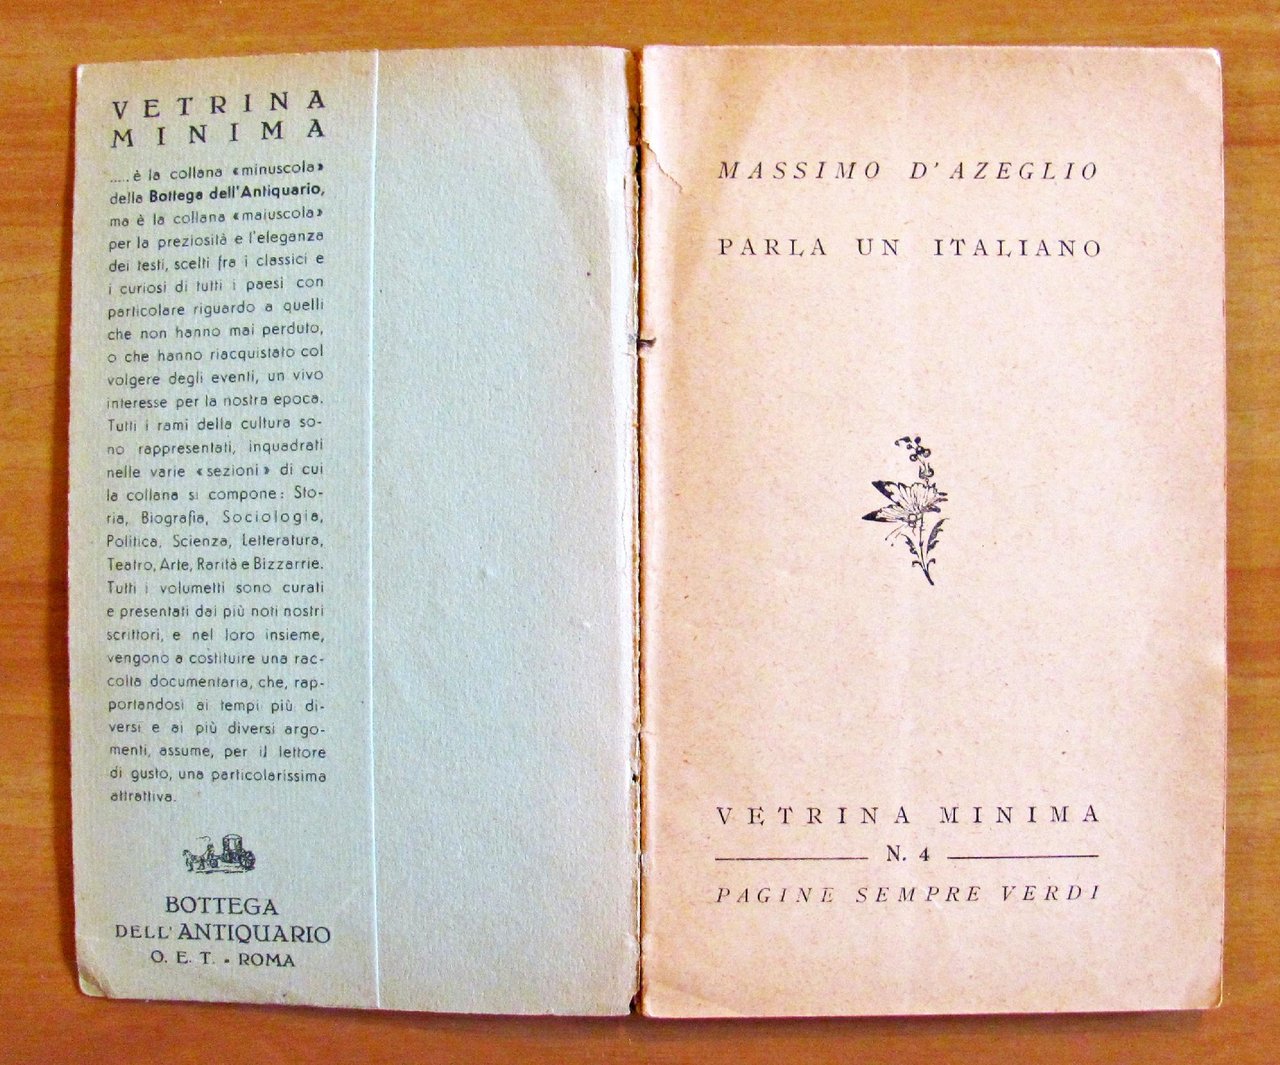 VETRINA
MINIMA
.....è la collana «minuscola»
della Bottega dell'Antiquario,
ma è la collana «maiuscola»
per la preziosità e l'eleganza
dei testi, scelti fra i classici e
i curiosi di tutti i paesi con
particolare riguardo a quelli
che non hanno mai perduto,
o che hanno riacquistato col
volgere degli eventi, un vivo
interesse per la nostra epoca.
Tutti i rami della cultura so-
no rappresentati, inquadrati
nelle varie «sezioni» di cui
la collana si compone: Sto-
ria, Biografia, Sociologia,
Politica, Scienza, Letteratura,
Teatro, Arte, Rarità e Bizzarrie.
Tutti i volumetti sono curati
e presentati dai più noti nostri
scrittori, e nel loro insieme,
vengono a costituire una rac-
colta documentaria, che, rap-
portandosi ai tempi più di-
versi e ai più diversi argo-
menti, assume, per il lettore
di gusto, una particolarissima
attrattiva.
BOTTEGA
DELL'ANTIQUARIO
O. E. T. - ROMA
MASSIMO D'AZEGLIO
PARLA UN ITALIANO
VETRINA MINIMA
N. 4
PAGINE SEMPRE VERDI